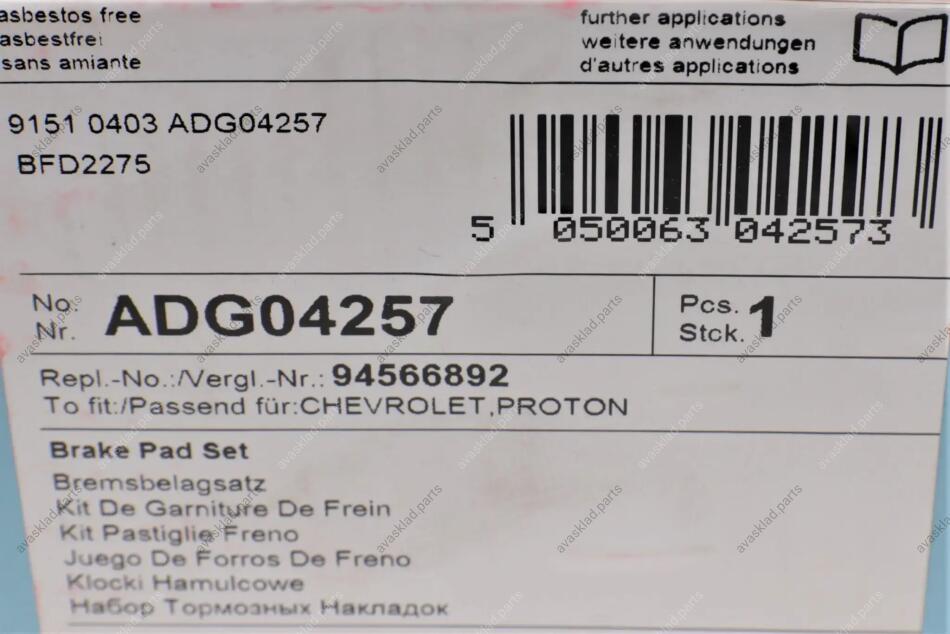 asbestos free
asbestfrei
sans amiante
further applications
weitere anwendungen
d'autres applications
9151 0403 ADG04257
BFD2275
5 050063 042573
No.
Nr.
ADG04257
Pcs.
Stck.
1
Repl.-No.:/Vergl.-Nr.: 94566892
To fit:/Passend für:CHEVROLET,PROTON
Brake Pad Set
Bremsbelagsatz
Kit De Garniture De Frein
Kit Pastiglie Freno
Juego De Forros De Freno
Klocki Hamulcowe
Набор Тормозных Накладок
avasklad.parts